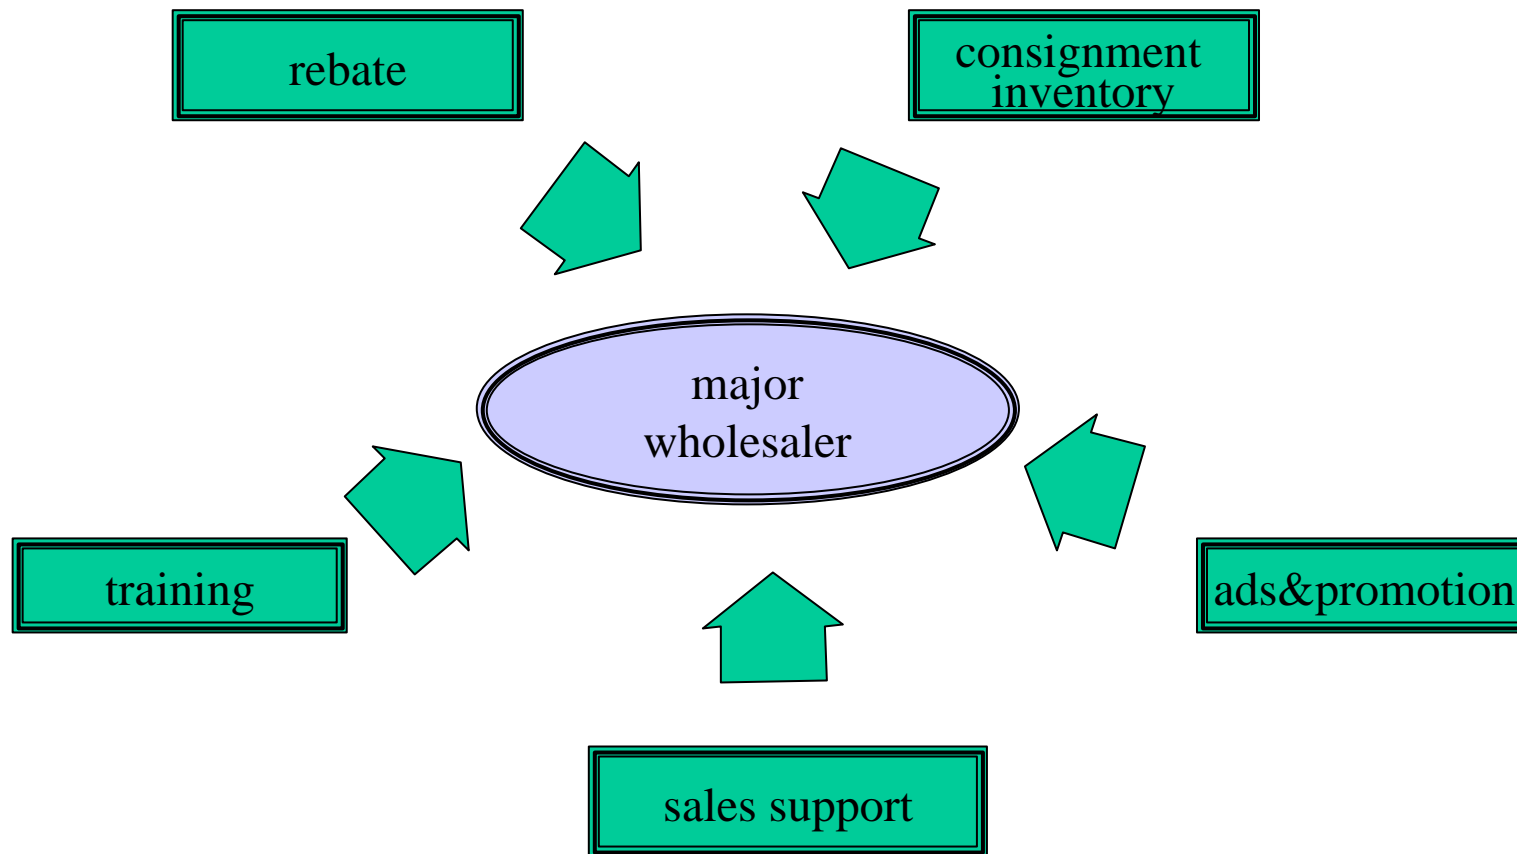 rebate
consignment
inventory
major
wholesaler
training
ads&promotion
sales support